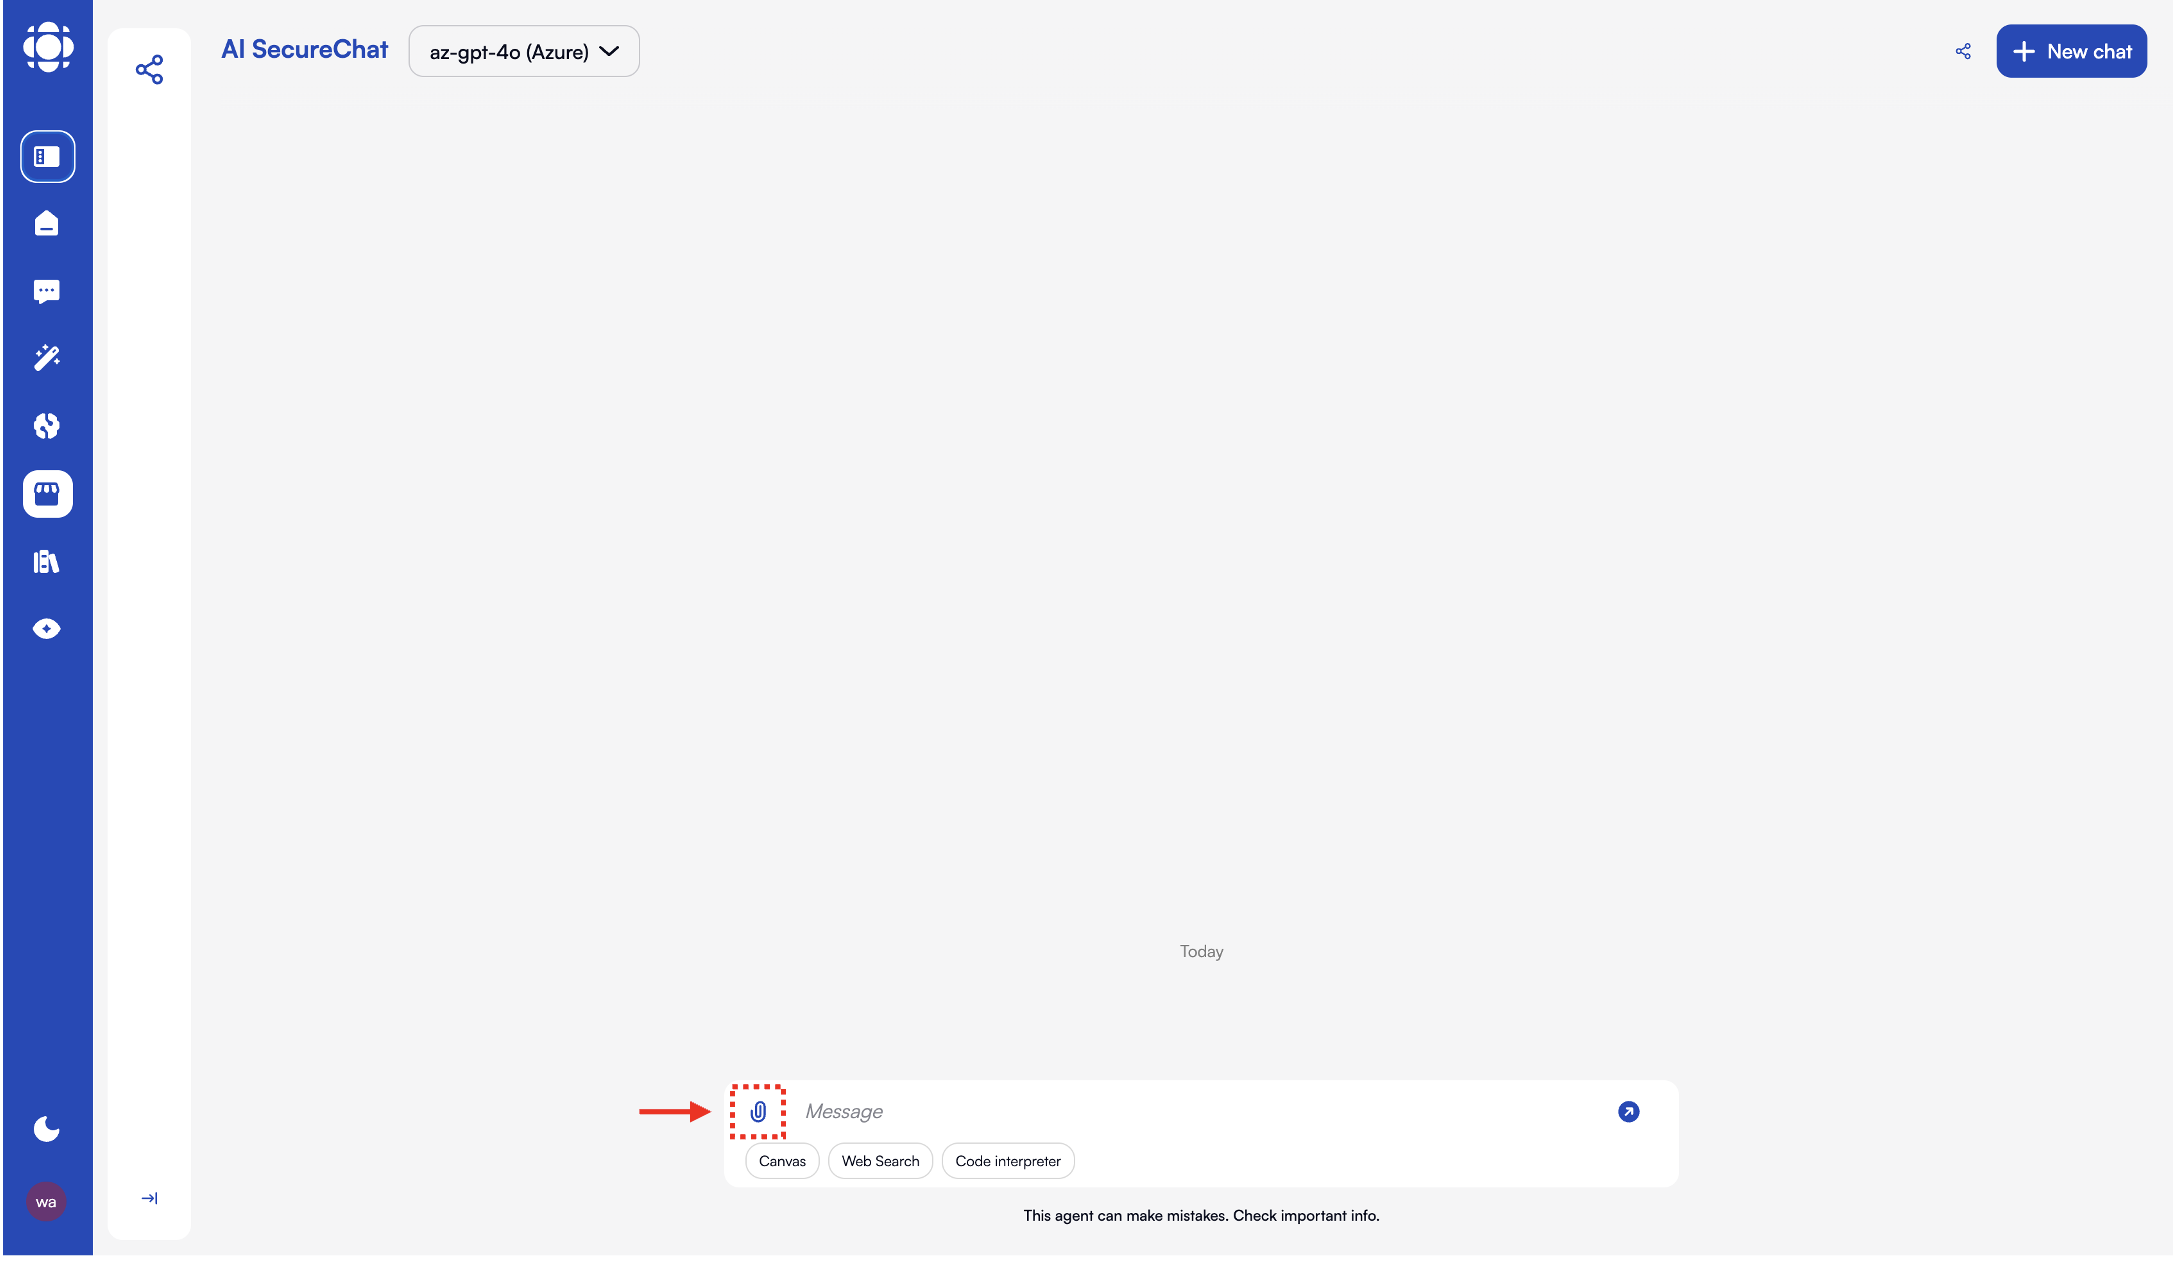 AI SecureChat
az-gpt-4o (Azure)
New chat
Today
Message
Canvas
Web Search
Code interpreter
wa
This agent can make mistakes. Check important info.